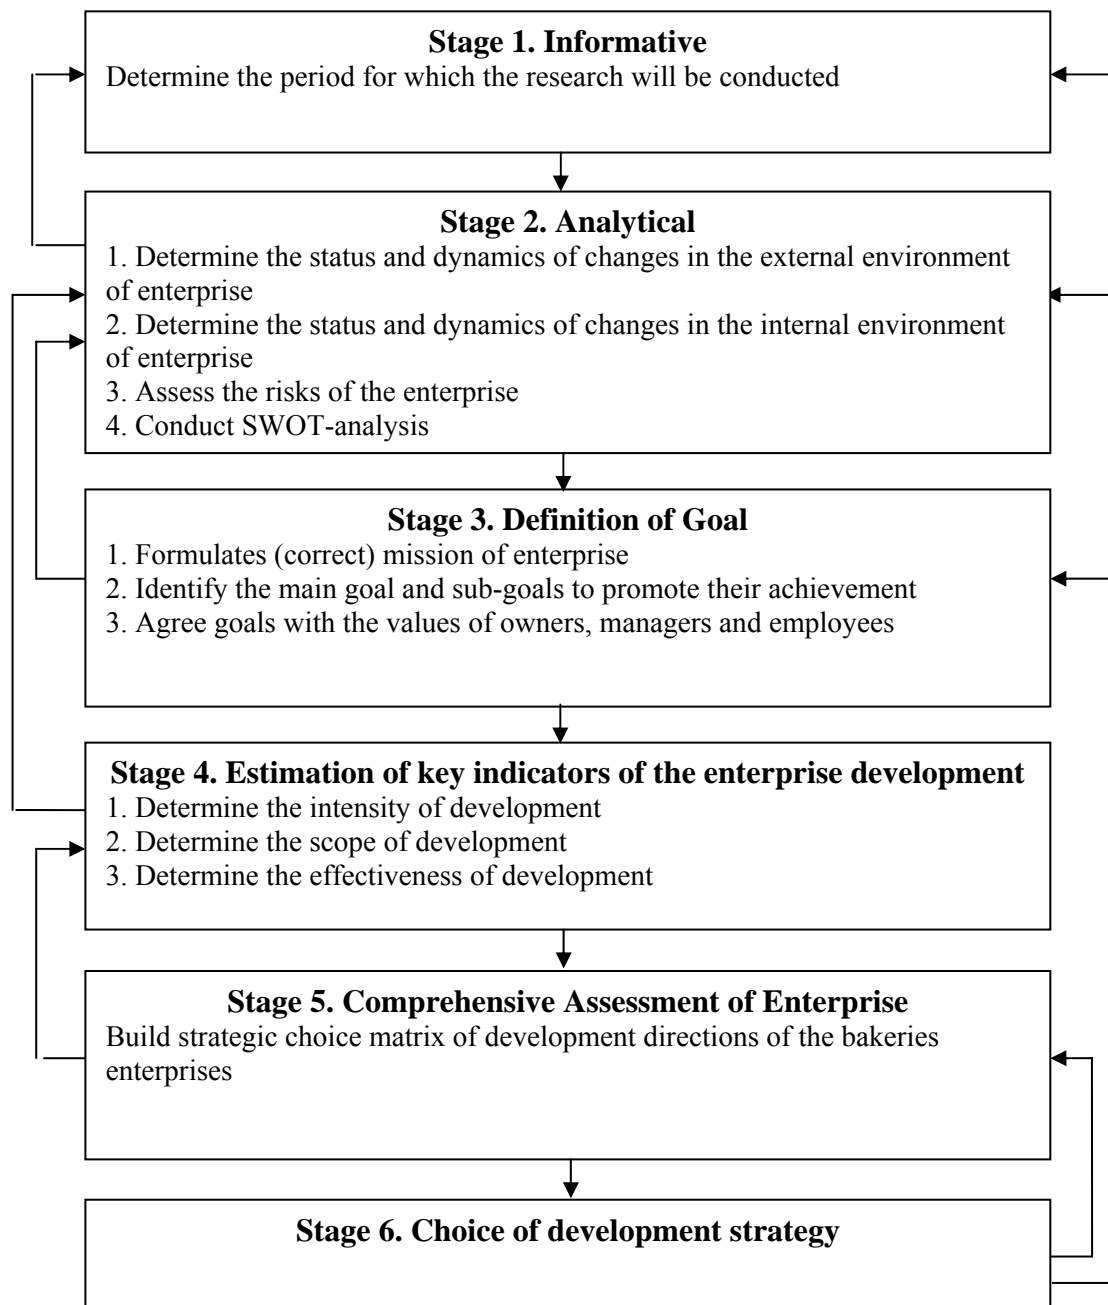 Stage 1. Informative
Determine the period for which the research will be conducted
Stage 2. Analytical
1. Determine the status and dynamics of changes in the external environment
of enterprise
2. Determine the status and dynamics of changes in the internal environment
of enterprise
3. Assess the risks of the enterprise
4. Conduct SWOT-analysis
Stage 3. Definition of Goal
1. Formulates (correct) mission of enterprise
2. Identify the main goal and sub-goals to promote their achievement
3. Agree goals with the values of owners, managers and employees
Stage 4. Estimation of key indicators of the enterprise development
1. Determine the intensity of development
2. Determine the scope of development
3. Determine the effectiveness of development
Stage 5. Comprehensive Assessment of Enterprise
Build strategic choice matrix of development directions of the bakeries
enterprises
Stage 6. Choice of development strategy